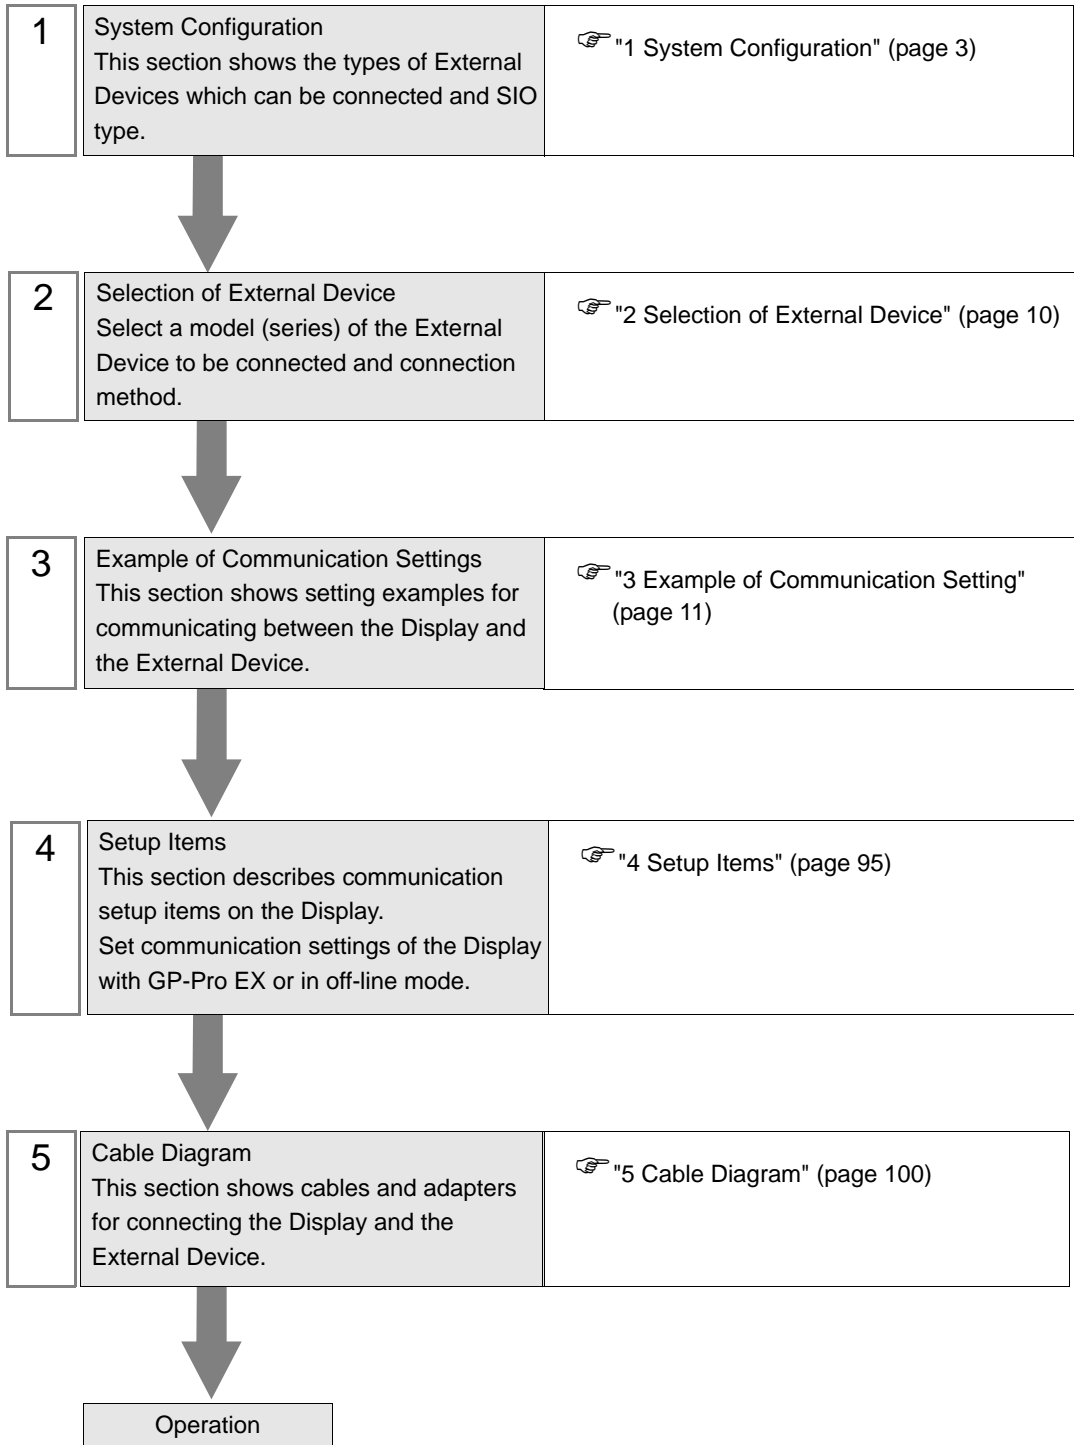 1
System Configuration
This section shows the types of External
Devices which can be connected and SIO
type.
"1 System Configuration" (page 3)
2
Selection of External Device
Select a model (series) of the External
Device to be connected and connection
method.
"2 Selection of External Device" (page 10)
3
Example of Communication Settings
This section shows setting examples for
communicating between the Display and
the External Device.
"3 Example of Communication Setting"
(page 11)
4
Setup Items
This section describes communication
setup items on the Display.
Set communication settings of the Display
with GP-Pro EX or in off-line mode.
"4 Setup Items" (page 95)
5
Cable Diagram
This section shows cables and adapters
for connecting the Display and the
External Device.
"5 Cable Diagram" (page 100)
Operation